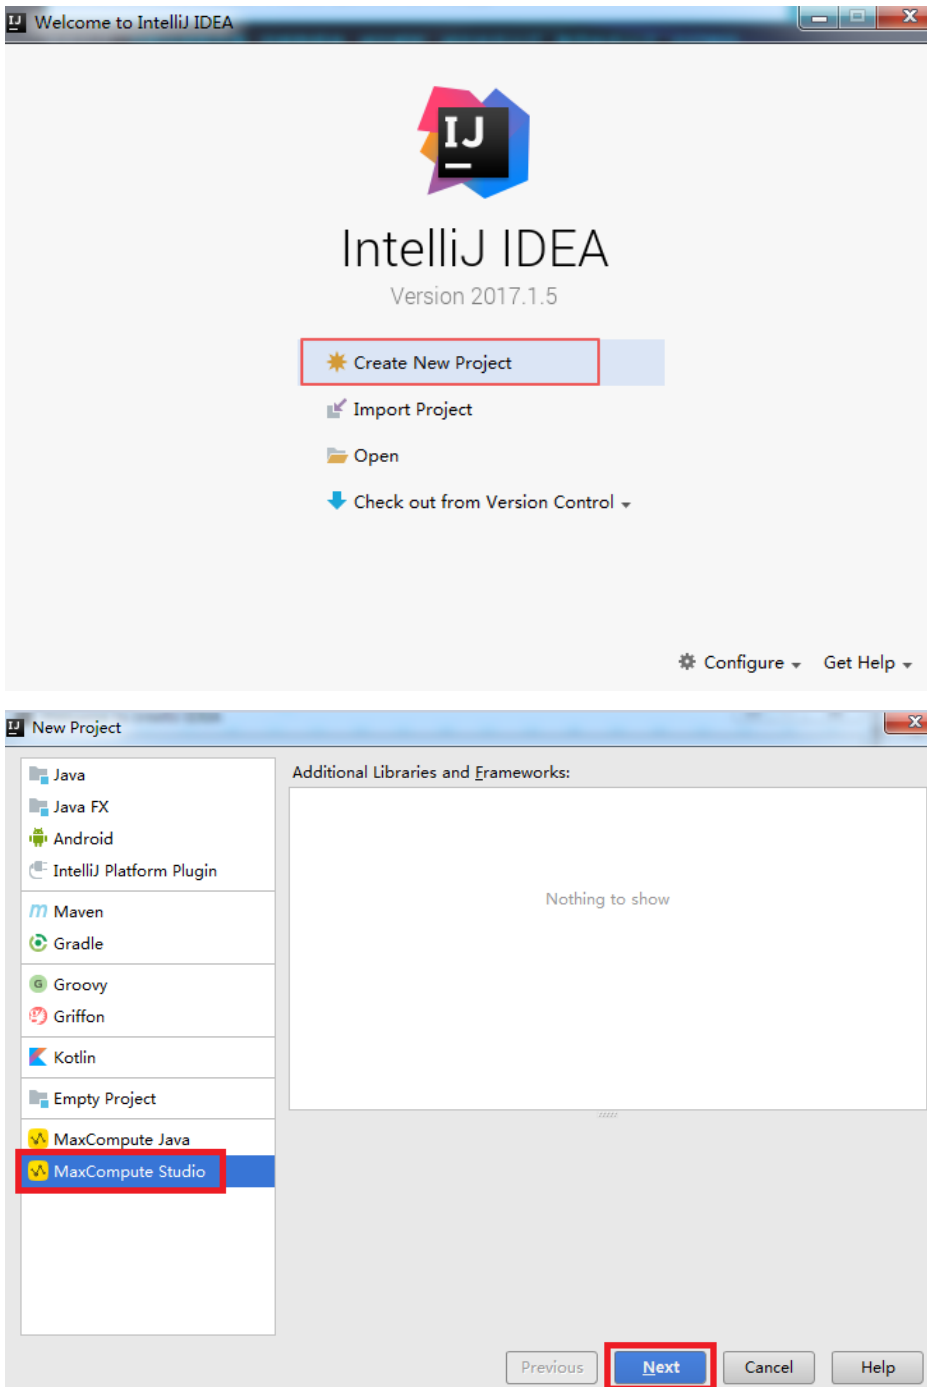 Welcome to IntelliJ IDEA
IJ
IntelliJ IDEA
Version 2017.1.5
Create New Project
Import Project
Open
Check out from Version Control
Configure
Get Help
New Project
Java
Java FX
Android
IntelliJ Platform Plugin
Maven
Gradle
Groovy
Griffon
Kotlin
Empty Project
MaxCompute Java
MaxCompute Studio
Additional Libraries and Frameworks:
Nothing to show
Previous
Next
Cancel
Help